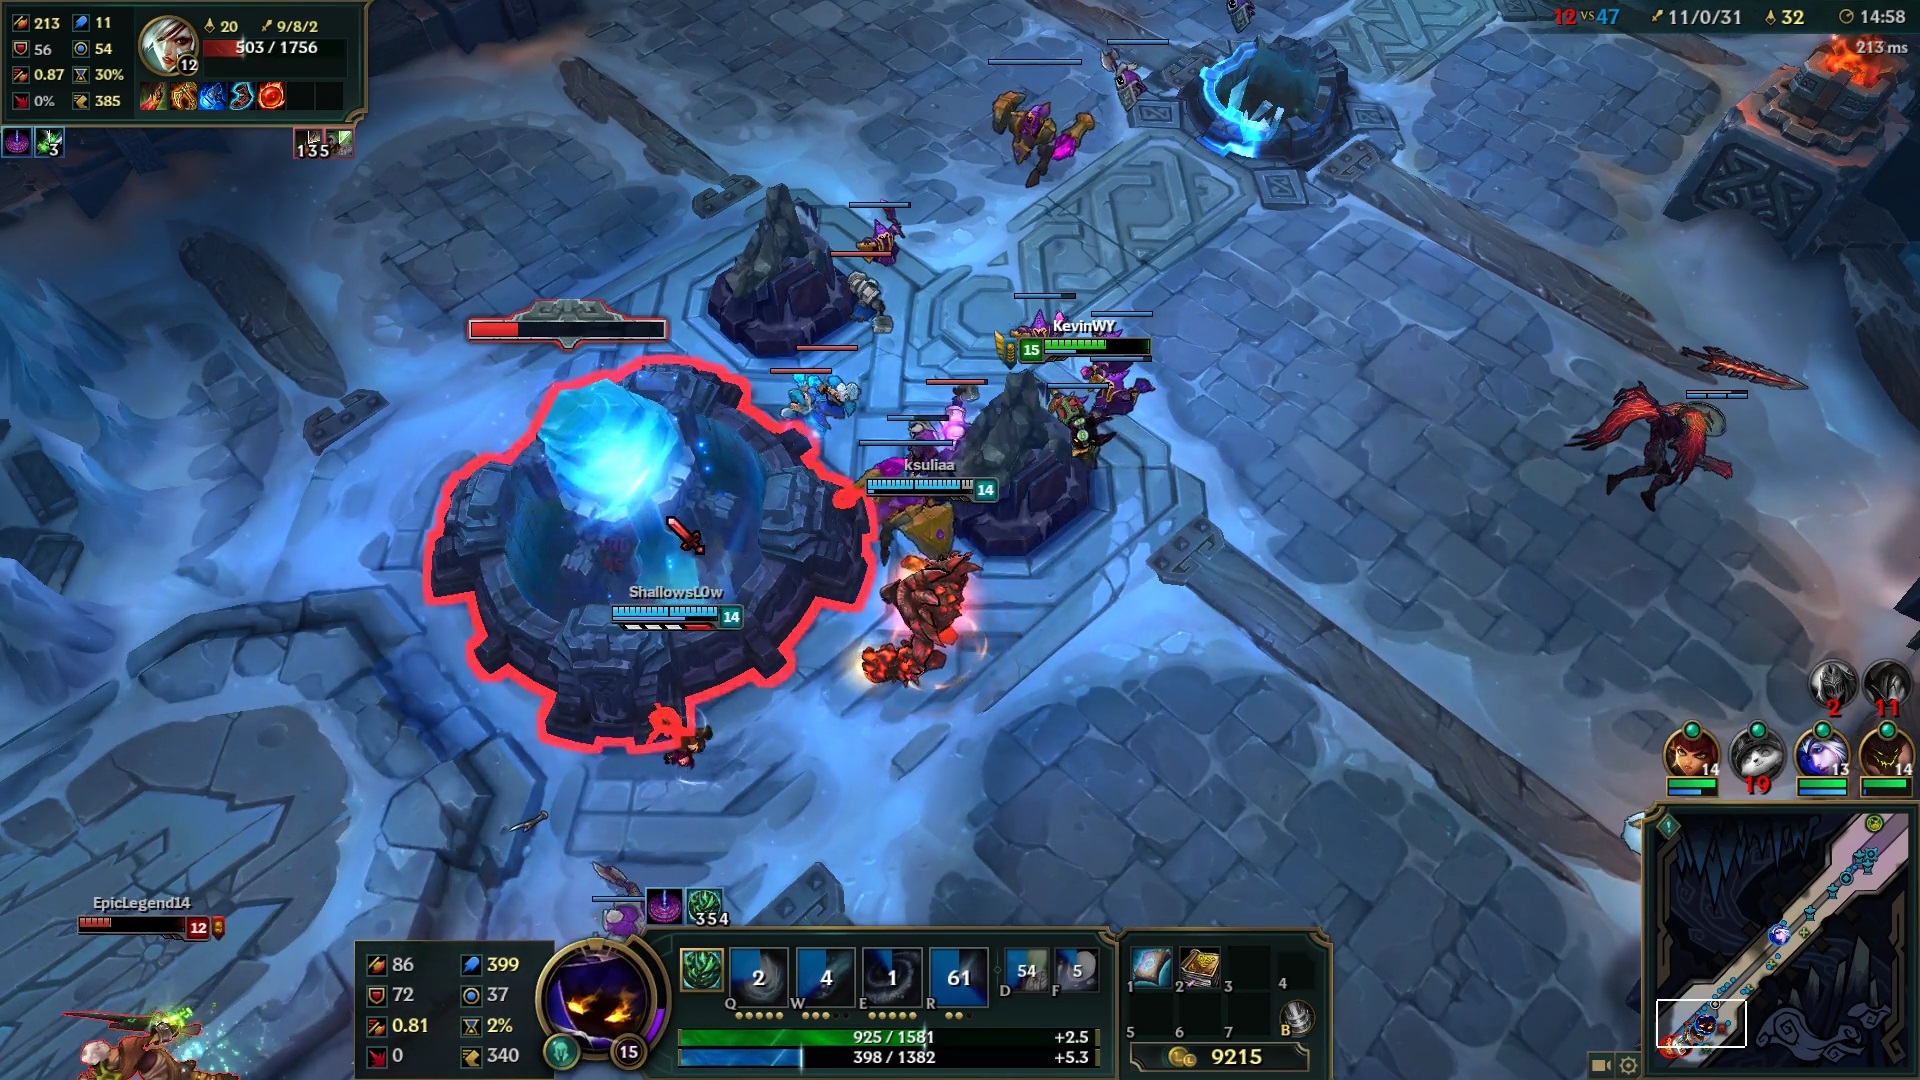 213 11
56 54
0.87 30%
0% 385
20 9/8/2
503 / 1756
12
3
135
12 vs 47 11/0/31 32 14:58
213 ms
KevinWY
15
ksuliaa
14
ShallowsL0w
14
EpicLegend14
12
2 11
14 19 13 14
354
86 399
72 37
0.81 2%
0 340
15
2 4 1 61 54 5
Q W E R D F
925 / 1581 +2.5
398 / 1382 +5.3
1 2 3 4
5 6 7 B
9215